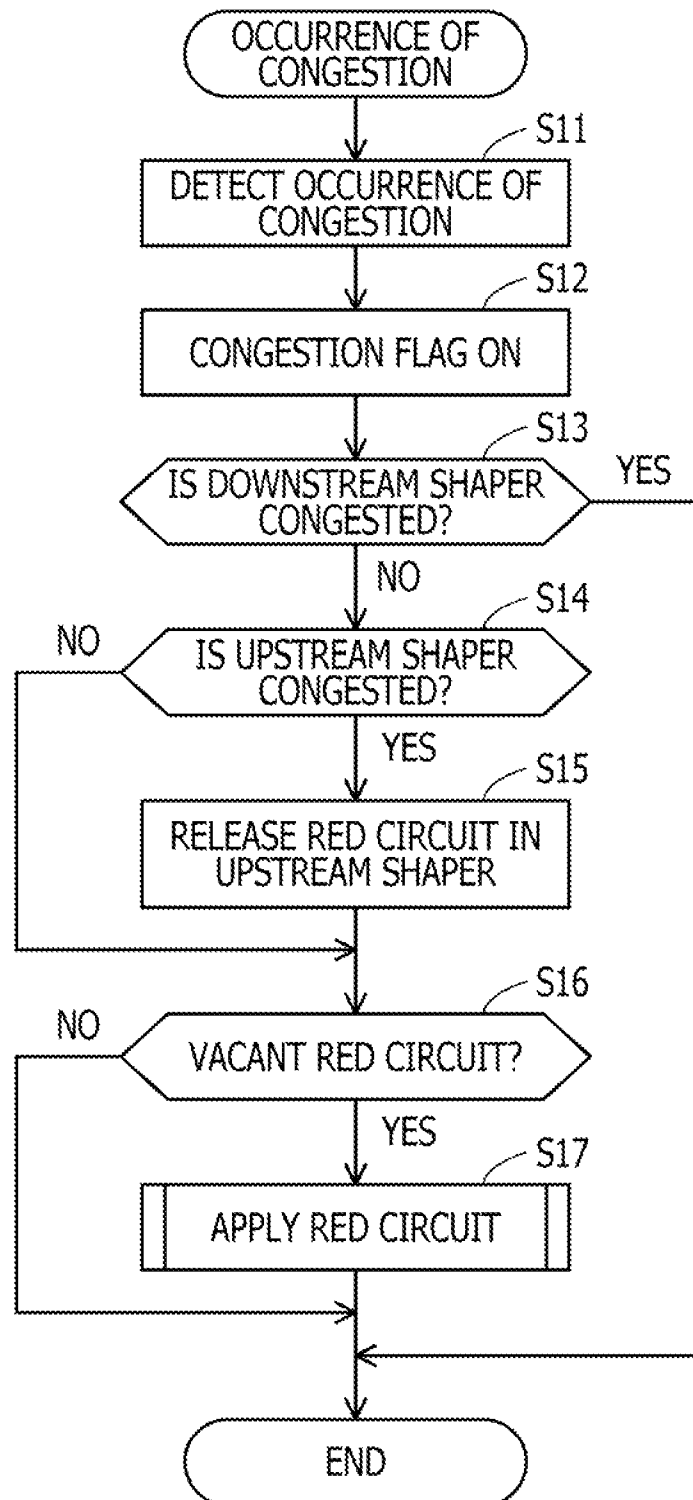 OCCURRENCE OF
CONGESTION
S11
DETECT OCCURRENCE OF
CONGESTION
S12
CONGESTION FLAG ON
S13
IS DOWNSTREAM SHAPER
CONGESTED?
YES
NO
S14
NO
IS UPSTREAM SHAPER
CONGESTED?
YES
S15
RELEASE RED CIRCUIT IN
UPSTREAM SHAPER
S16
NO
VACANT RED CIRCUIT?
YES
S17
APPLY RED CIRCUIT
END